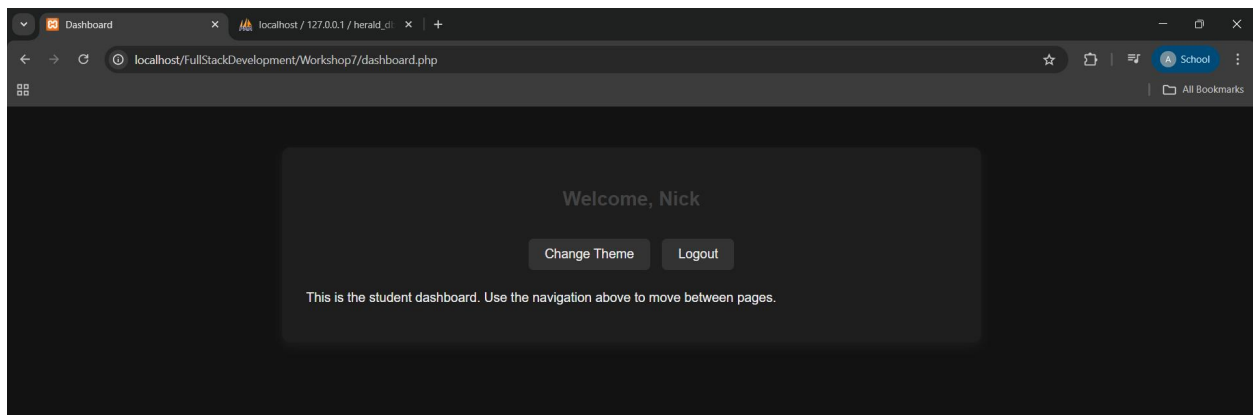 Dashboard
localhost / 127.0.0.1 / herald_d
localhost/FullStackDevelopment/Workshop7/dashboard.php
A School
All Bookmarks
Welcome, Nick
Change Theme Logout
This is the student dashboard. Use the navigation above to move between pages.